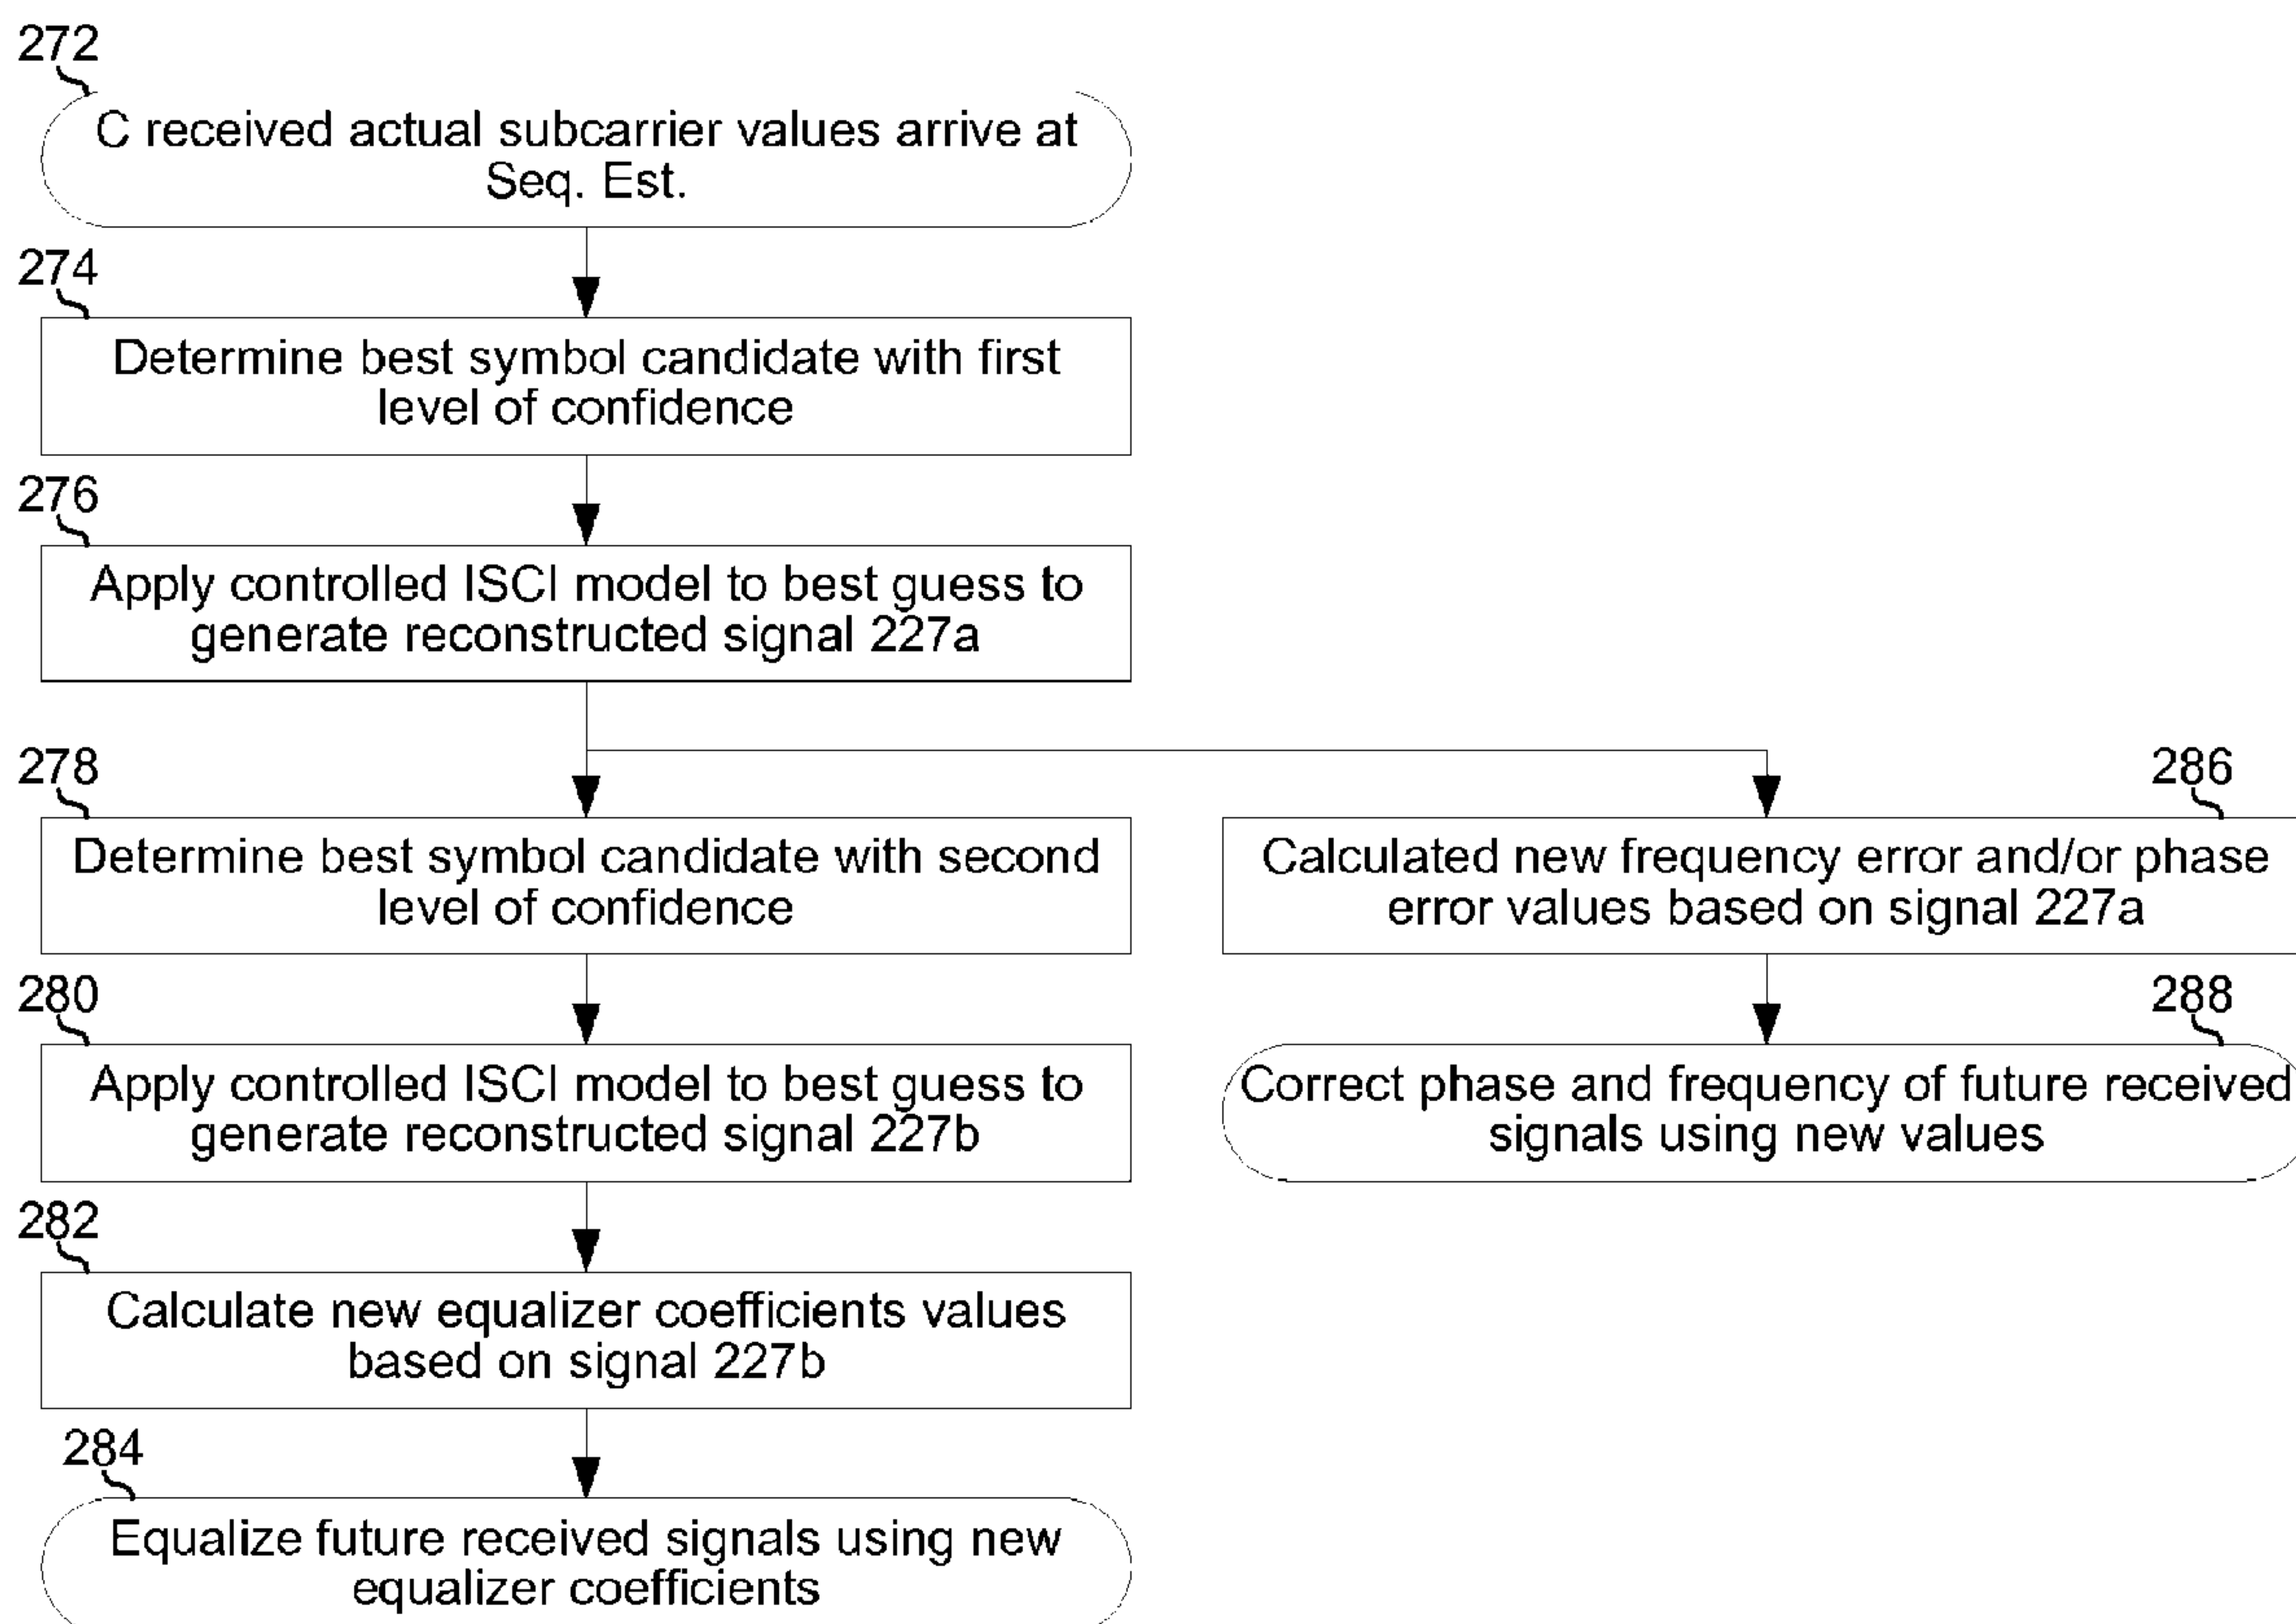 272
C received actual subcarrier values arrive at
Seq. Est.
274
Determine best symbol candidate with first
level of confidence
276
Apply controlled ISCI model to best guess to
generate reconstructed signal 227a
278
Determine best symbol candidate with second
level of confidence
286
Calculated new frequency error and/or phase
error values based on signal 227a
280
Apply controlled ISCI model to best guess to
generate reconstructed signal 227b
288
Correct phase and frequency of future received
signals using new values
282
Calculate new equalizer coefficients values
based on signal 227b
284
Equalize future received signals using new
equalizer coefficients